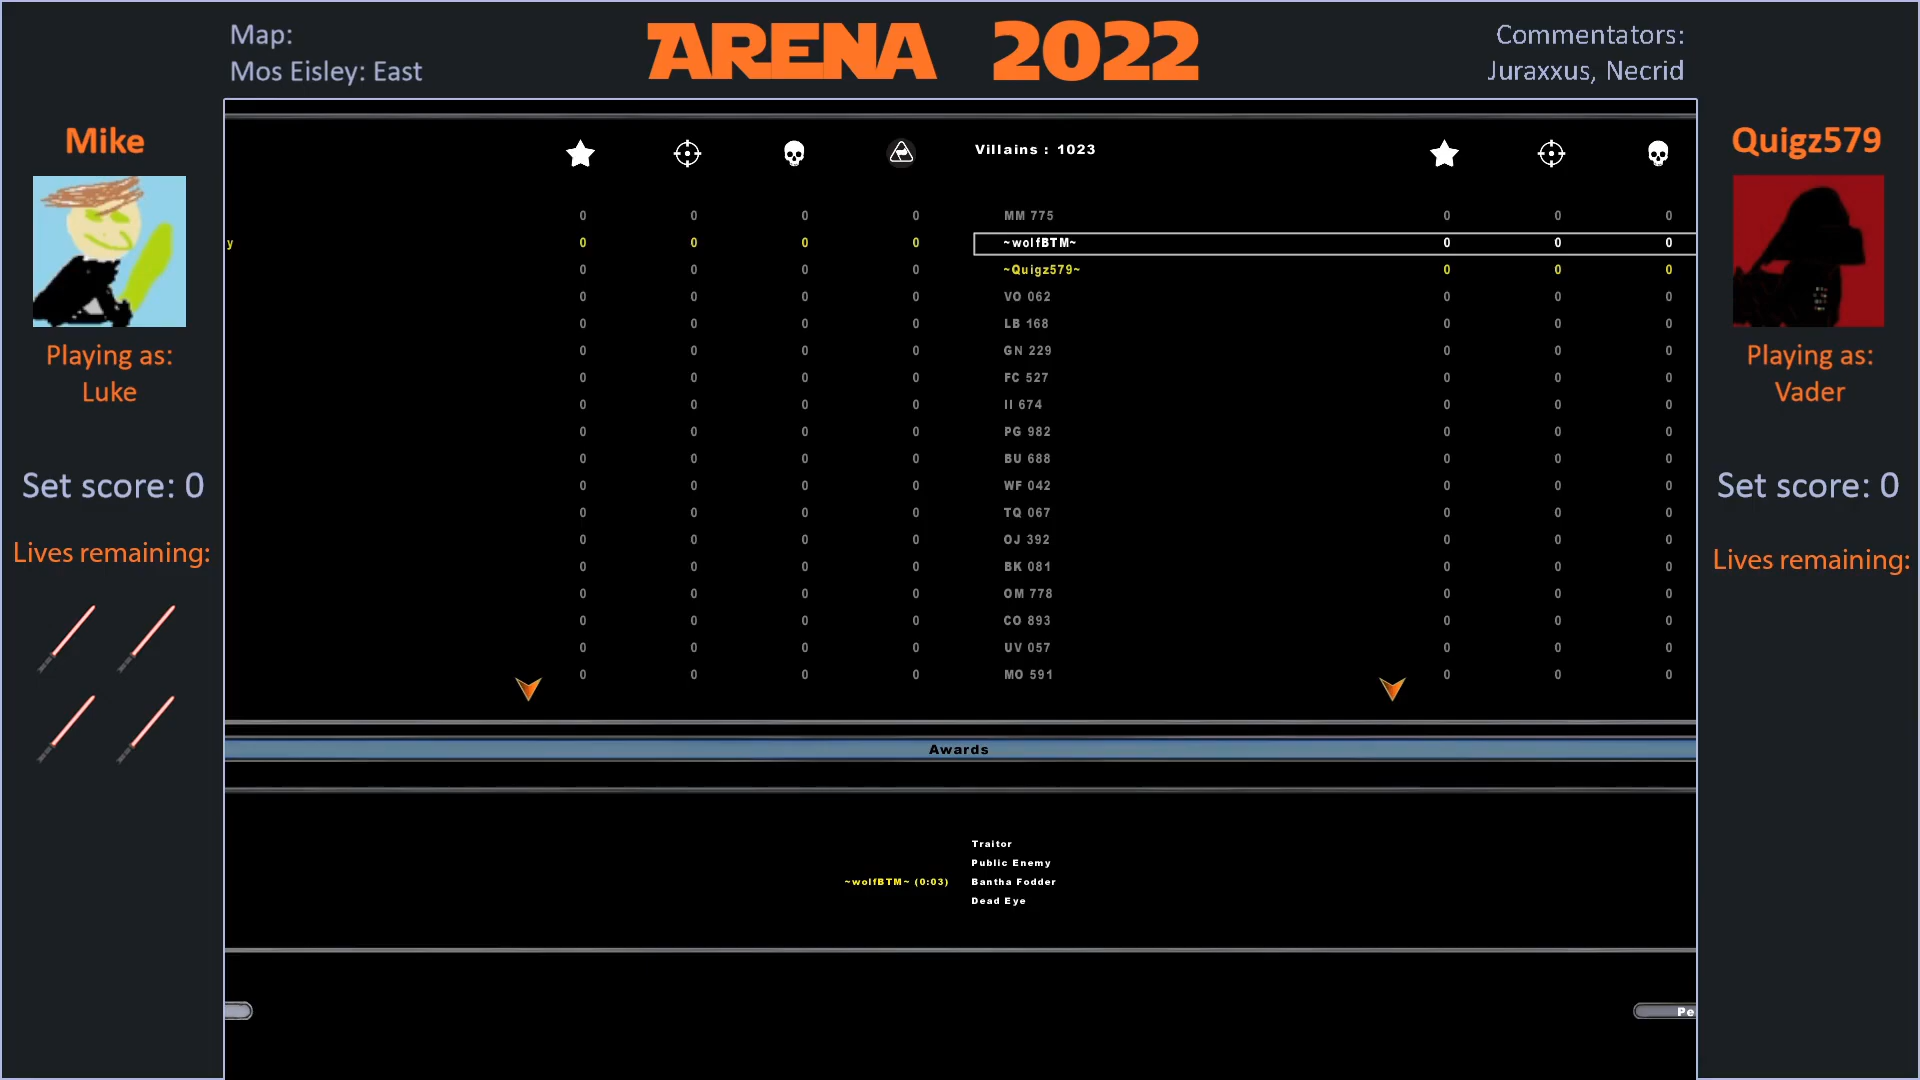 Map:
Mos Eisley: East
ARENA 2022
Commentators:
Juraxxus, Necrid
Mike
Playing as:
Luke
Set score: 0
Lives remaining:
Villains : 1023
y 0 0 0 0
0 0 0 0 MM 775 0 0 0
~wolfBTM~ 0 0 0
0 0 0 0 ~Quigz579~ 0 0 0
0 0 0 0 VO 062 0 0 0
0 0 0 0 LB 168 0 0 0
0 0 0 0 GN 229 0 0 0
0 0 0 0 FC 527 0 0 0
0 0 0 0 II 674 0 0 0
0 0 0 0 PG 982 0 0 0
0 0 0 0 BU 688 0 0 0
0 0 0 0 WF 042 0 0 0
0 0 0 0 TQ 067 0 0 0
0 0 0 0 OJ 392 0 0 0
0 0 0 0 BK 081 0 0 0
0 0 0 0 OM 778 0 0 0
0 0 0 0 CO 893 0 0 0
0 0 0 0 UV 057 0 0 0
0 0 0 0 MO 591 0 0 0
Awards
Traitor
Public Enemy
~wolfBTM~ (0:03) Bantha Fodder
Dead Eye
Pe
Quigz579
Playing as:
Vader
Set score: 0
Lives remaining: